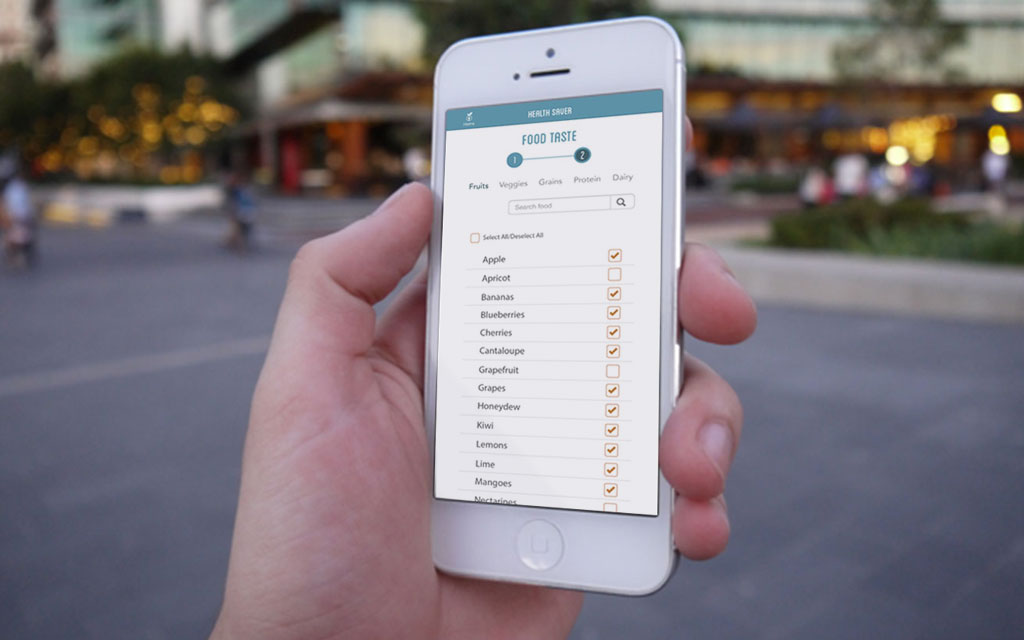 HEALTH SAVER
FOOD TASTE
1 2
Fruits Veggies Grains Protein Dairy
Search food
Select All/Deselect All
Apple
Apricot
Bananas
Blueberries
Cherries
Cantaloupe
Grapefruit
Grapes
Honeydew
Kiwi
Lemons
Lime
Mangoes
Nectarines